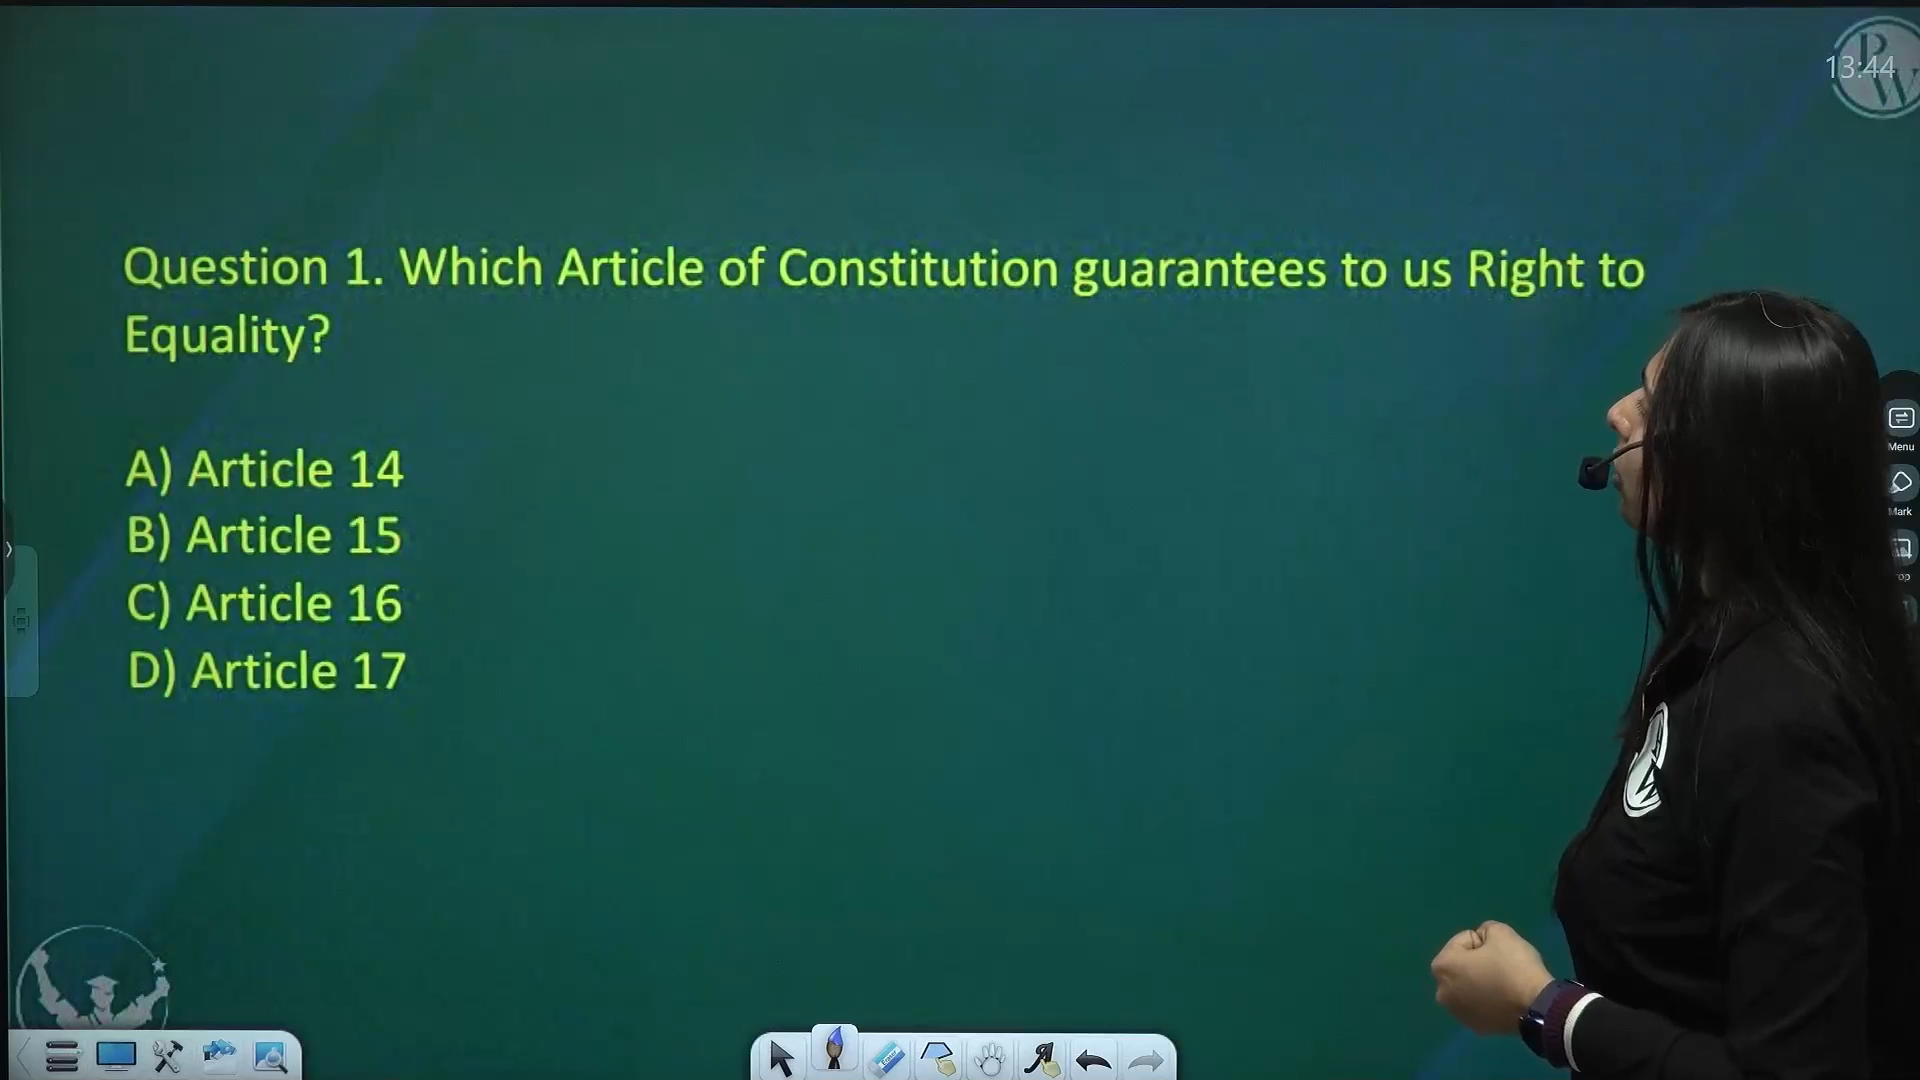 PW
13:44
Question 1. Which Article of Constitution guarantees to us Right to
Equality?
A) Article 14
B) Article 15
C) Article 16
D) Article 17
Menu
Mark